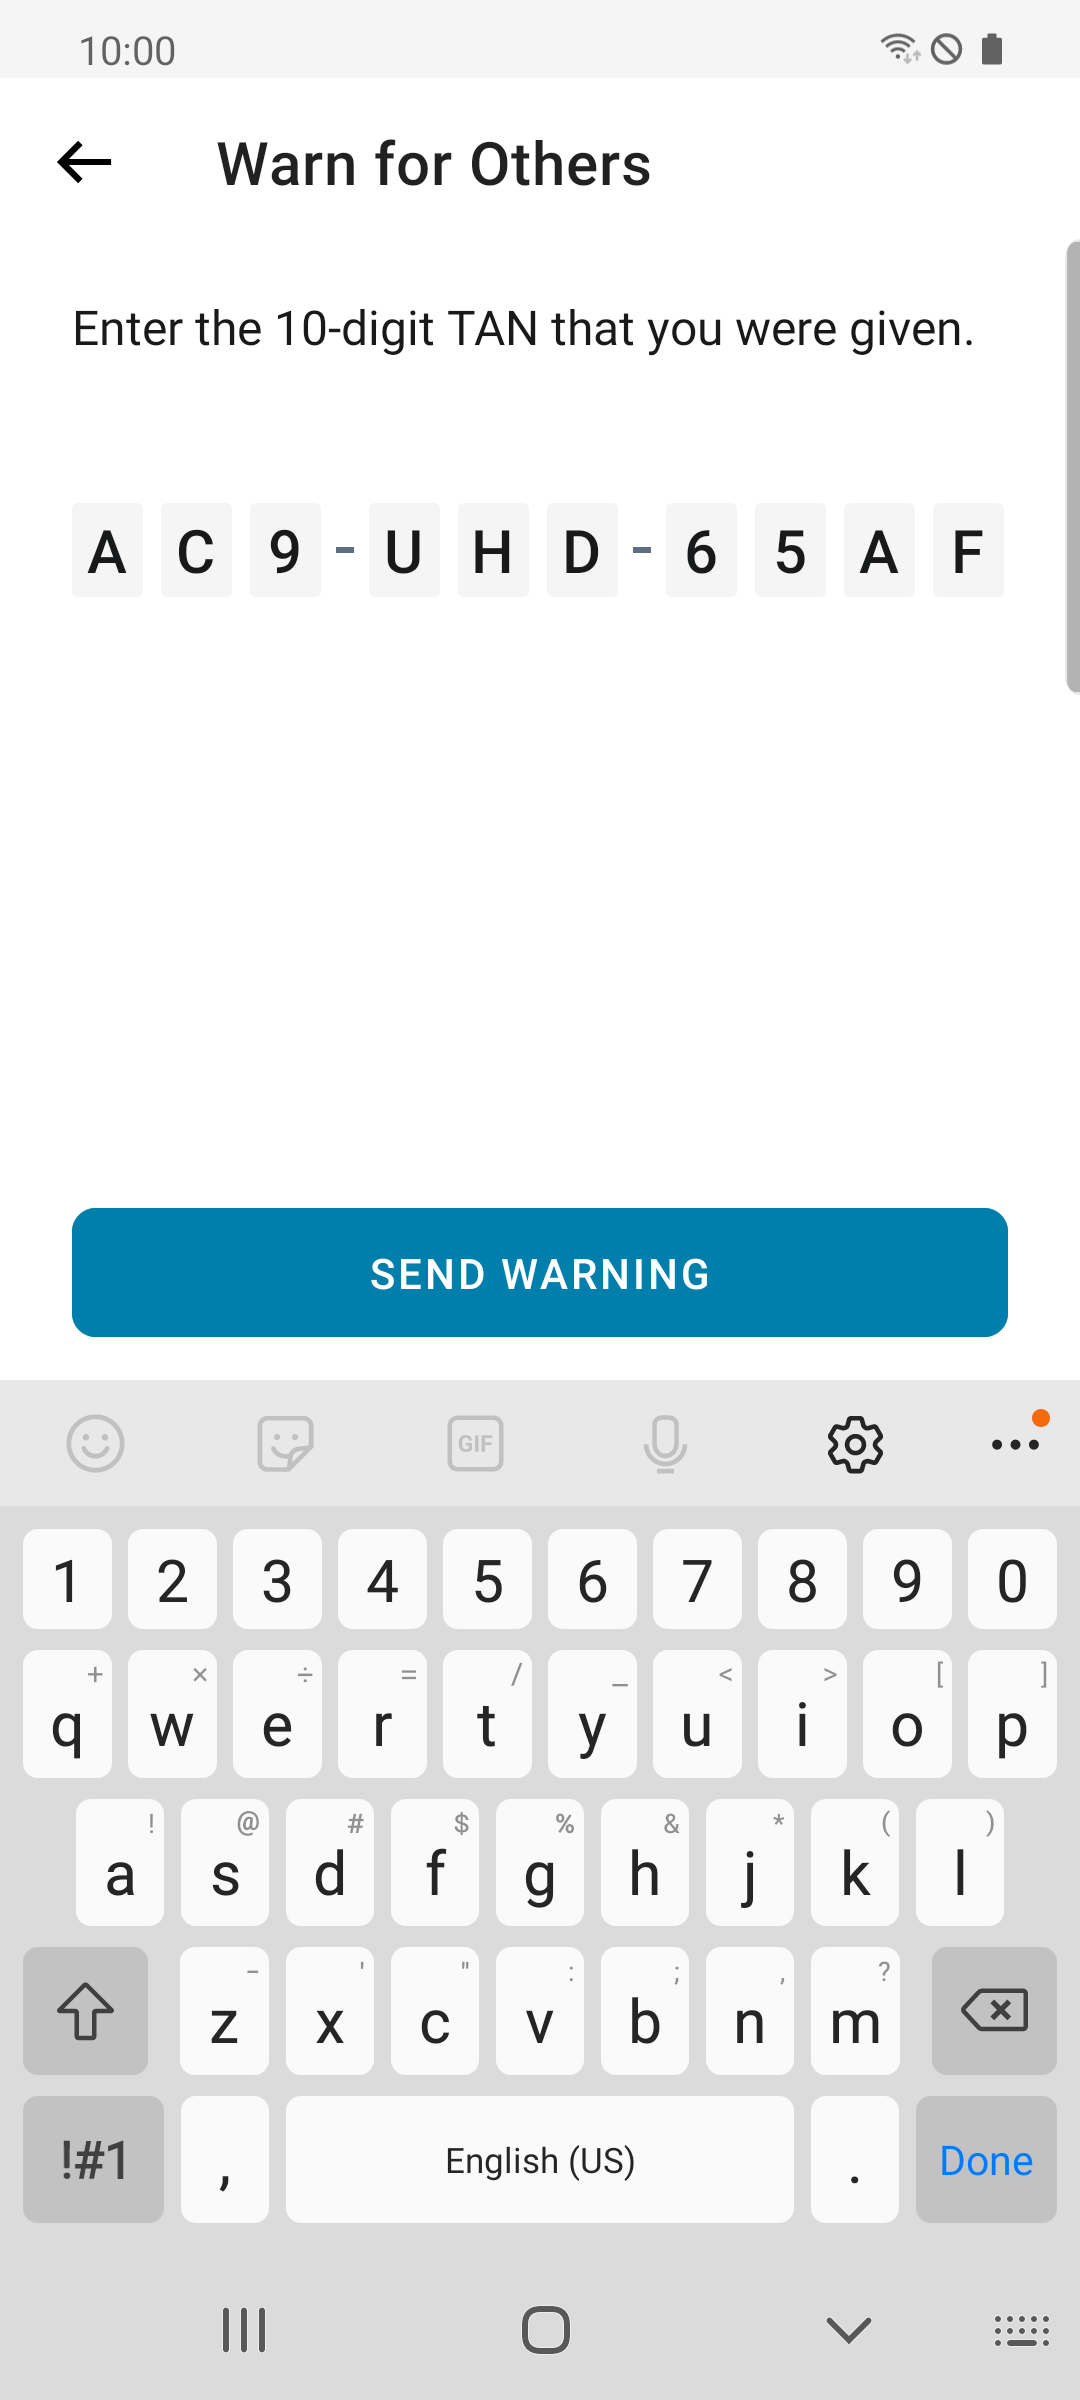 10:00
Warn for Others
Enter the 10-digit TAN that you were given.
A C 9 - U H D - 6 5 A F
SEND WARNING
GIF
1 2 3 4 5 6 7 8 9 0
+ × ÷ = / _ < > [ ]
q w e r t y u i o p
! @ # $ % & * ( )
a s d f g h j k l
- ' " : ; , ?
z x c v b n m
!#1 , English (US) . Done